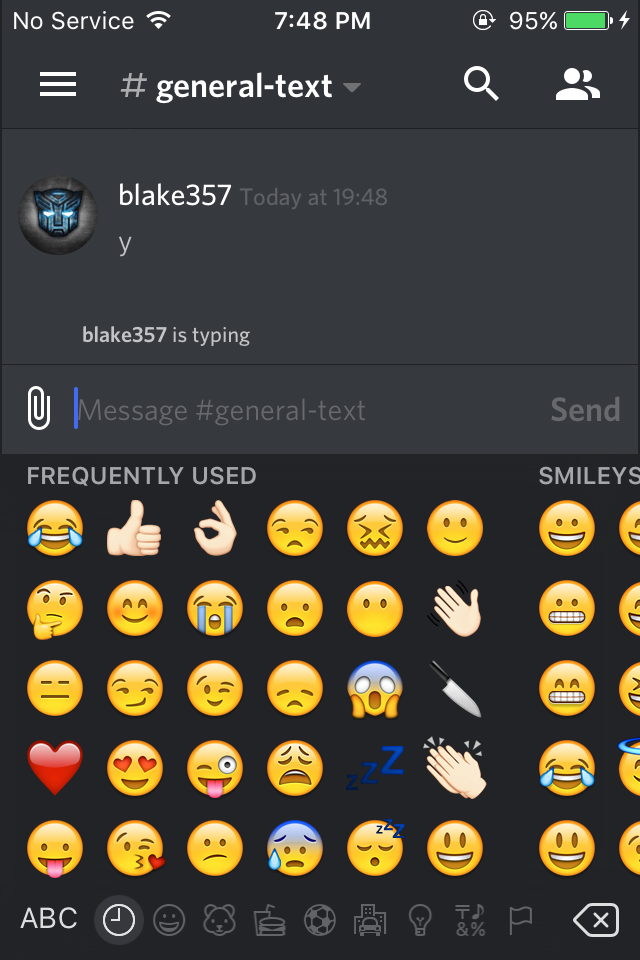 No Service 7:48 PM 95%
# general-text
blake357 Today at 19:48
y
blake357 is typing
Message #general-text Send
FREQUENTLY USED SMILEYS
ABC